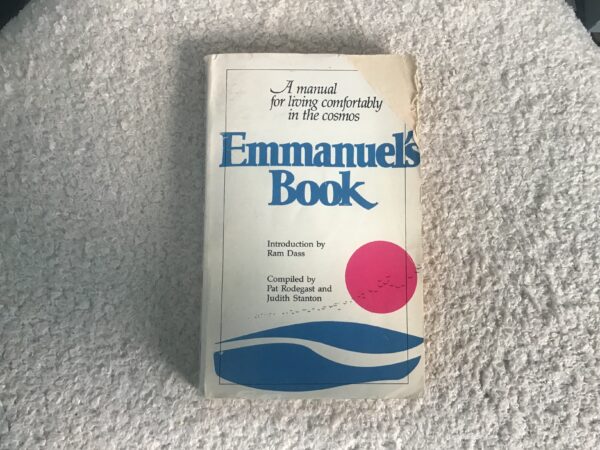 A manual
for living comfortably
in the cosmos
Emmanuel's
Book
Introduction by
Ram Dass
Compiled by
Pat Rodegast and
Judith Stanton